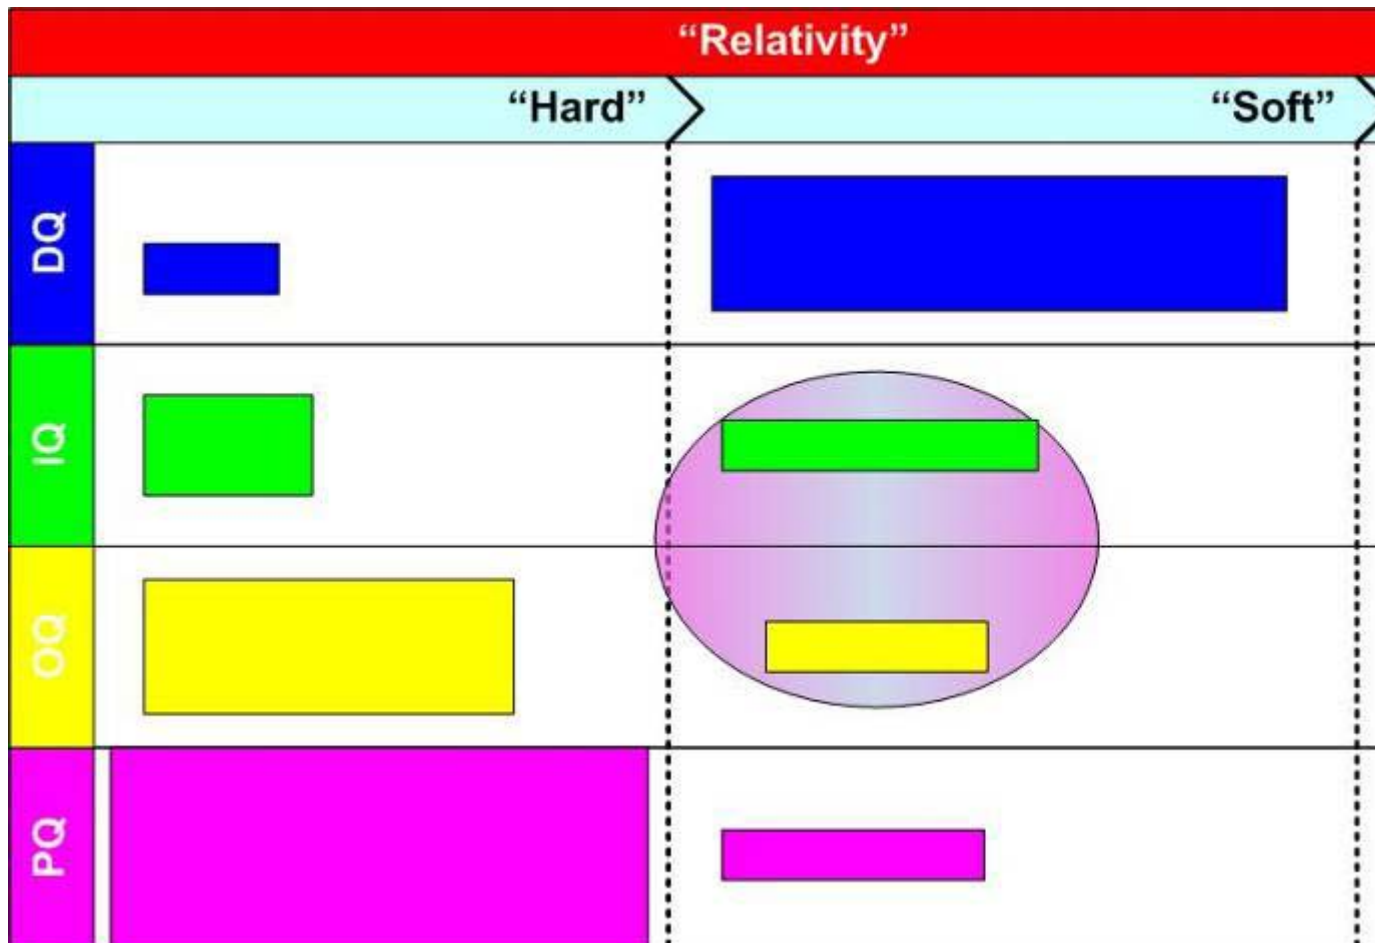 “Relativity”
“Hard”
“Soft”
DQ
IQ
OQ
PQ